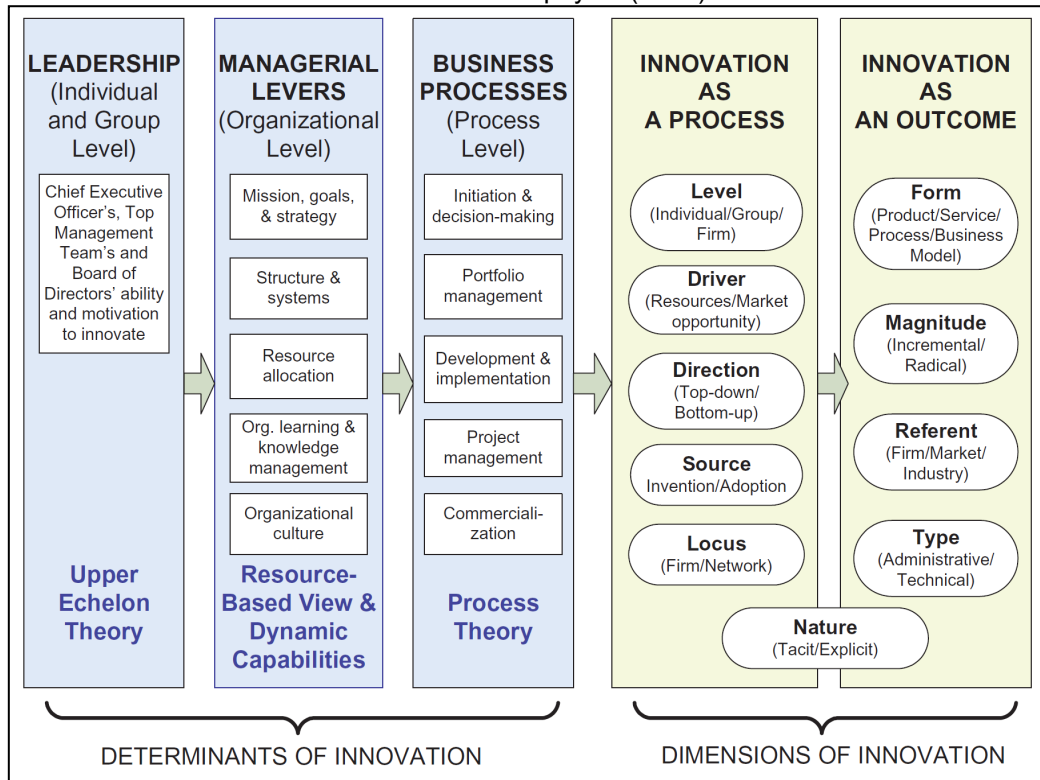 LEADERSHIP
(Individual
and Group
Level)
Chief Executive
Officer's, Top
Management
Team's and
Board of
Directors' ability
and motivation
to innovate
Upper
Echelon
Theory
MANAGERIAL
LEVERS
(Organizational
Level)
Mission, goals,
& strategy
Structure &
systems
Resource
allocation
Org. learning &
knowledge
management
Organizational
culture
Resource-
Based View &
Dynamic
Capabilities
BUSINESS
PROCESSES
(Process
Level)
Initiation &
decision-making
Portfolio
management
Development &
implementation
Project
management
Commerciali-
zation
Process
Theory
INNOVATION
AS
A PROCESS
Level
(Individual/Group/
Firm)
Driver
(Resources/Market
opportunity)
Direction
(Top-down/
Bottom-up)
Source
Invention/Adoption
Locus
(Firm/Network)
INNOVATION
AS
AN OUTCOME
Form
(Product/Service/
Process/Business
Model)
Magnitude
(Incremental/
Radical)
Referent
(Firm/Market/
Industry)
Type
(Administrative/
Technical)
Nature
(Tacit/Explicit)
DETERMINANTS OF INNOVATION
DIMENSIONS OF INNOVATION